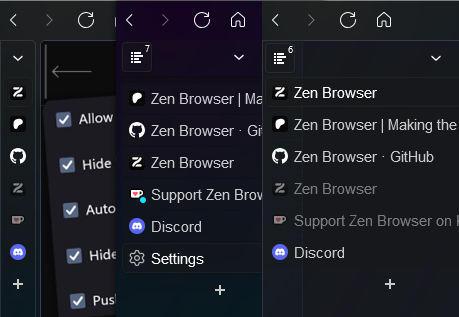 Allow
Hide
Auto
Hide
Pus
7
Zen Browser | Ma
Zen Browser · Gi
Zen Browser
Support Zen Brow
Discord
Settings
6
Zen Browser
Zen Browser | Making the
Zen Browser · GitHub
Zen Browser
Support Zen Browser on
Discord